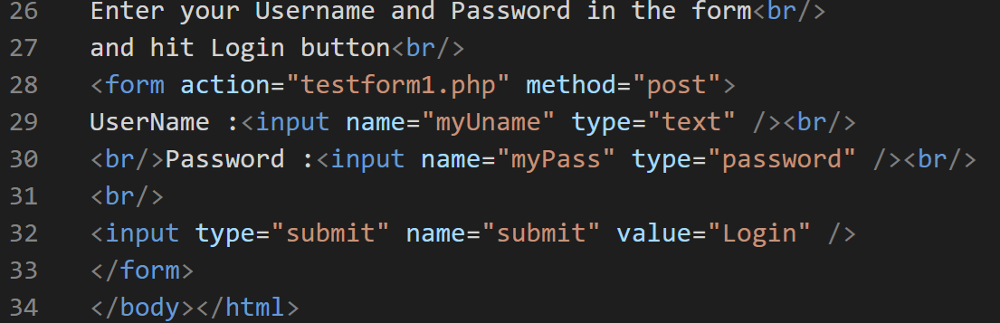 26 Enter your Username and Password in the form<br/>
27 and hit Login button<br/>
28 <form action="testform1.php" method="post">
29 UserName :<input name="myUname" type="text" /><br/>
30 <br/>Password :<input name="myPass" type="password" /><br/>
31 <br/>
32 <input type="submit" name="submit" value="Login" />
33 </form>
34 </body></html>